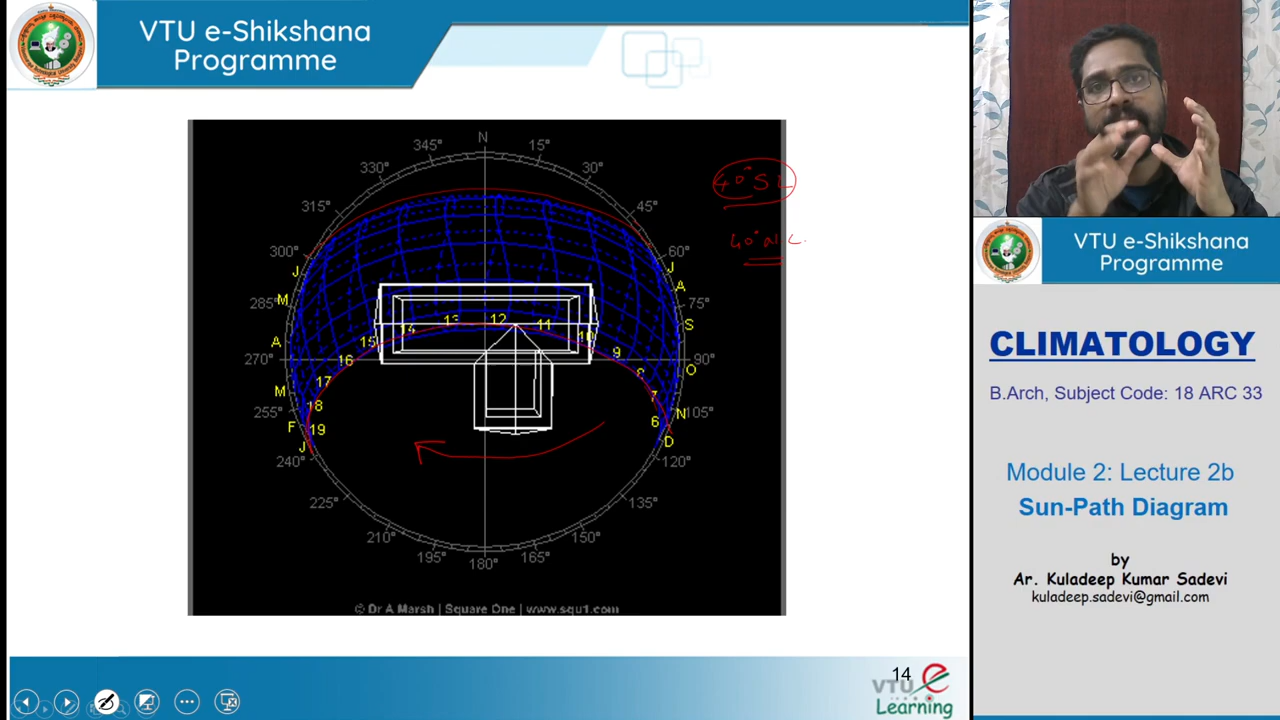 VTU e-Shikshana
Programme
N
345°
15°
330°
30°
315°
45°
300°
60°
J
J
A
285°
M
75°
S
A
270°
90°
O
M
255°
N
105°
F
D
J
240°
120°
225°
135°
210°
150°
195°
165°
180°
19
18
17
16
15
14
13
12
11
10
9
8
7
6
40° SL
© Dr A Marsh | Square One | www.squ1.com
14
VTU e
Learning
VTU e-Shikshana
Programme
CLIMATOLOGY
B.Arch, Subject Code: 18 ARC 33
Module 2: Lecture 2b
Sun-Path Diagram
by
Ar. Kuladeep Kumar Sadevi
kuladeep.sadevi@gmail.com